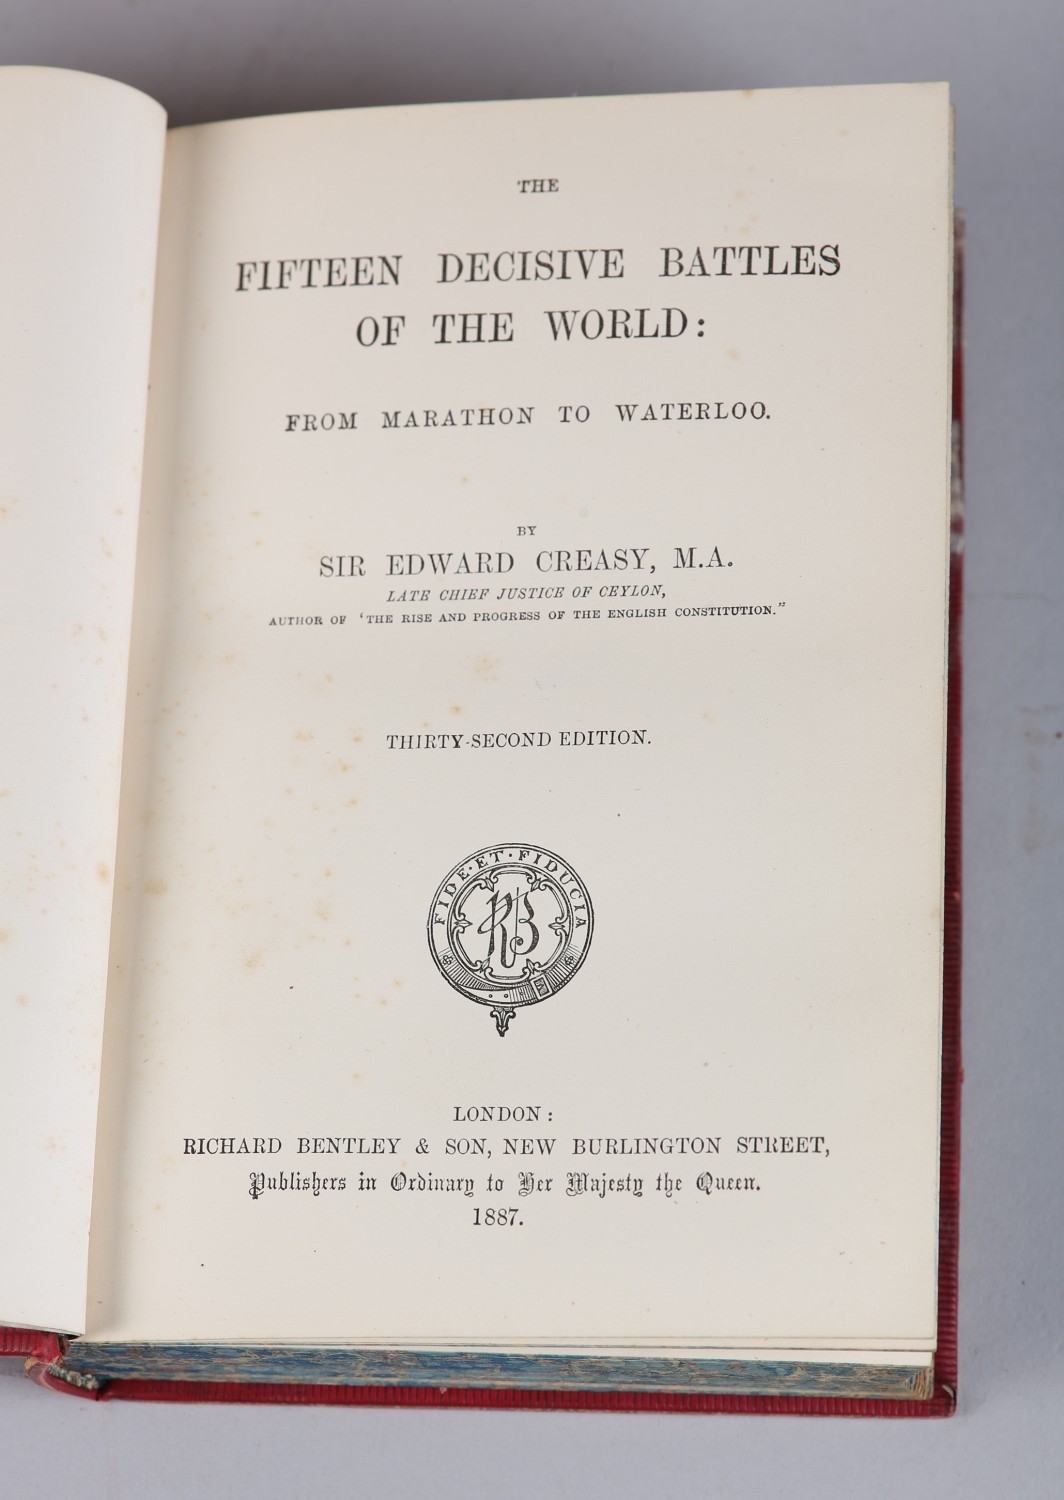 THE
FIFTEEN DECISIVE BATTLES
OF THE WORLD:
FROM MARATHON TO WATERLOO.
BY
SIR EDWARD CREASY, M.A.
LATE CHIEF JUSTICE OF CEYLON,
AUTHOR OF 'THE RISE AND PROGRESS OF THE ENGLISH CONSTITUTION."
THIRTY-SECOND EDITION.
FIDE·ET·FIDUCIA
RB
LONDON:
RICHARD BENTLEY & SON, NEW BURLINGTON STREET,
Publishers in Ordinary to Her Majesty the Queen.
1887.